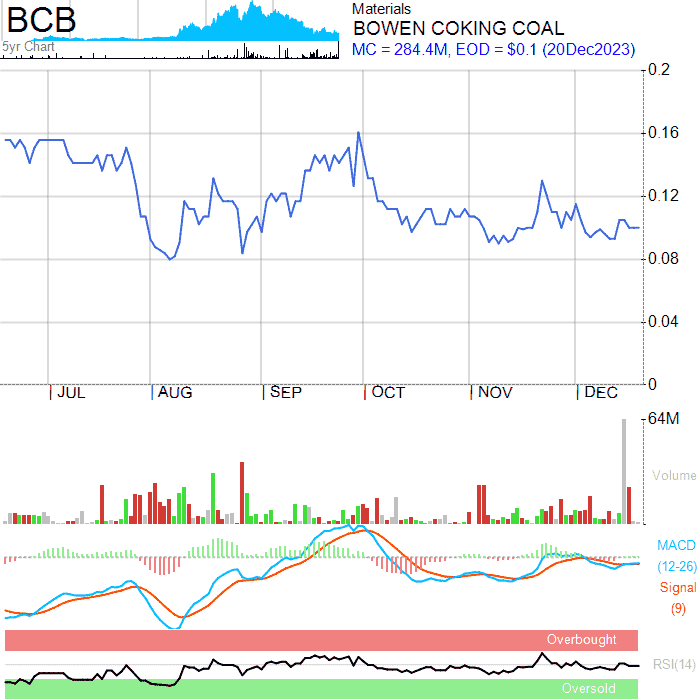 BCB
5yr Chart
Materials
BOWEN COKING COAL
MC = 284.4M, EOD = $0.1 (20Dec2023)
0.2
0.16
0.12
0.08
0.04
0
JUL AUG SEP OCT NOV DEC
64M
Volume
MACD
(12-26)
Signal
(9)
Overbought
RSI(14)
Oversold